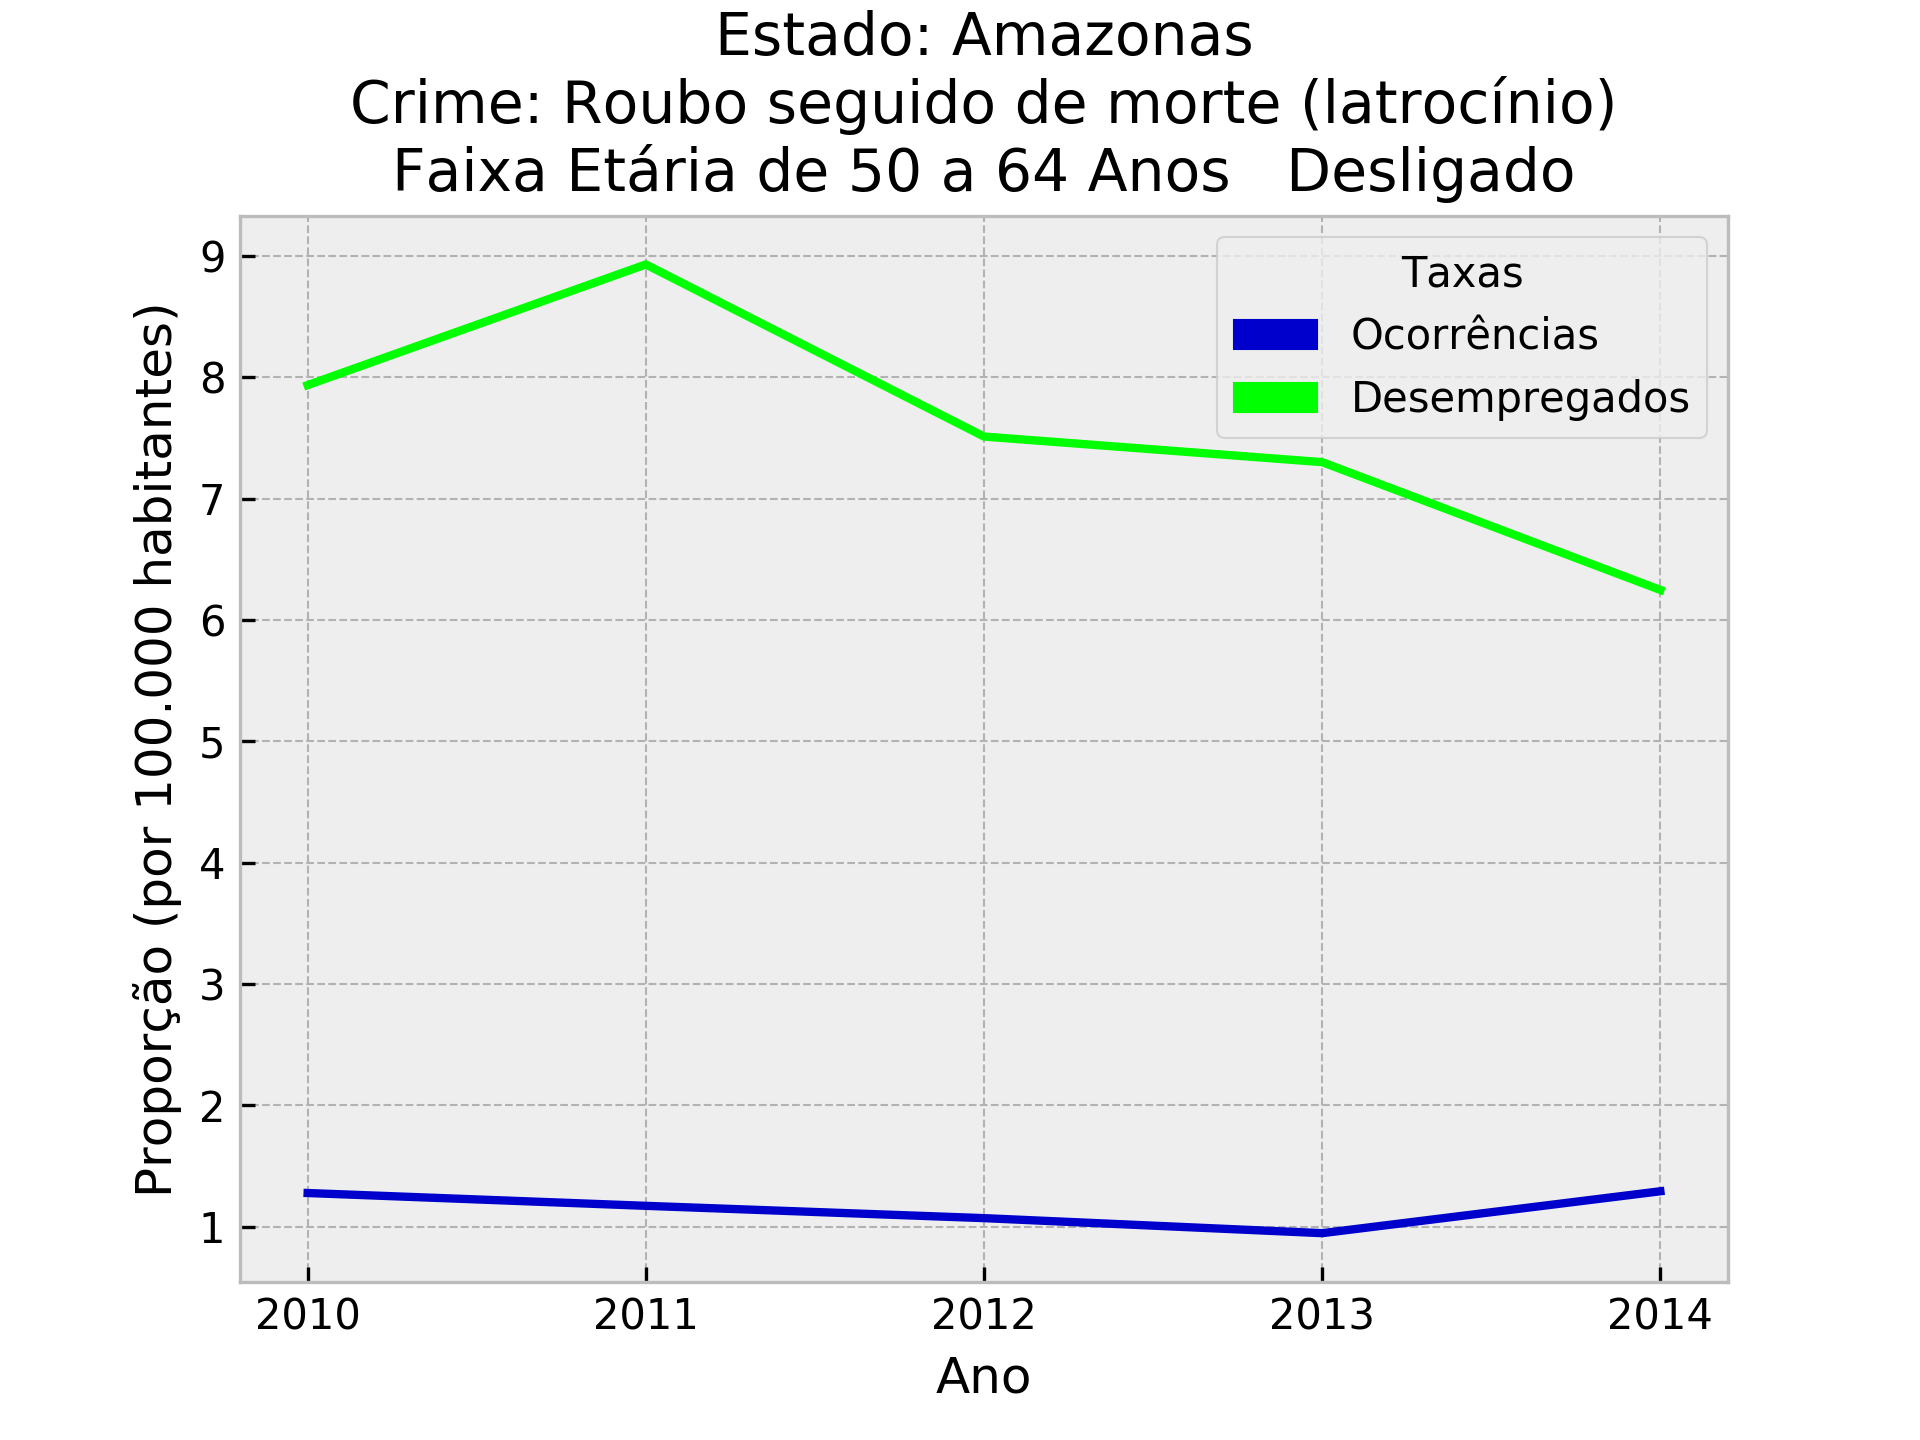 Estado: Amazonas
Crime: Roubo seguido de morte (latrocínio)
Faixa Etária de 50 a 64 Anos   Desligado
Taxas
Ocorrências
Desempregados
Proporção (por 100.000 habitantes)
9
8
7
6
5
4
3
2
1
2010 2011 2012 2013 2014
Ano